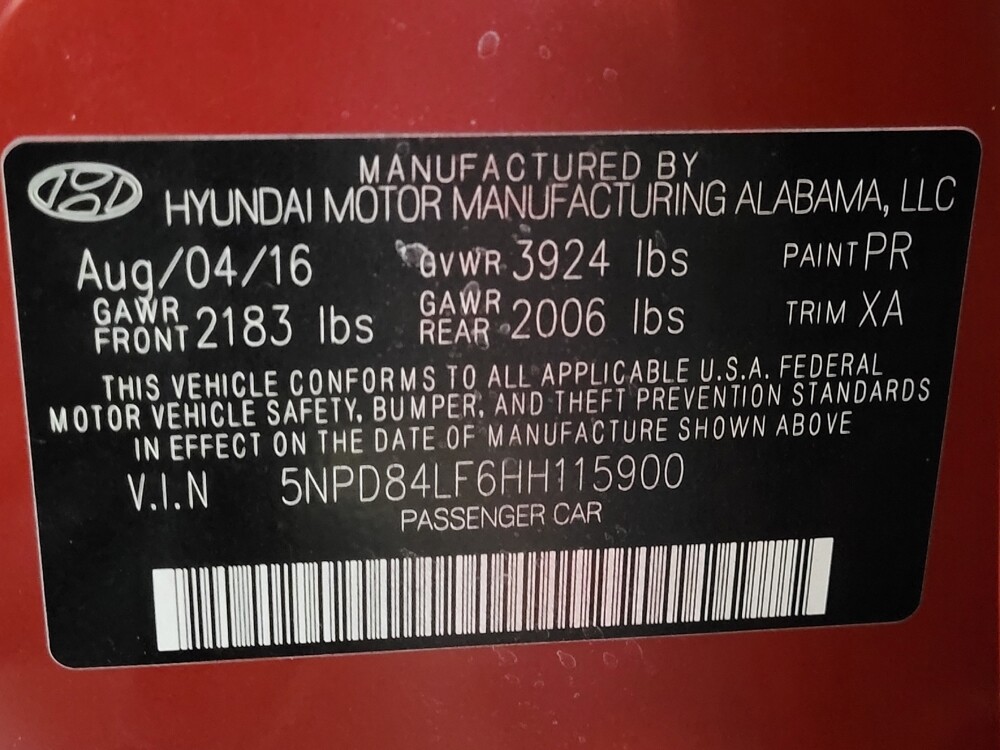 MANUFACTURED BY
HYUNDAI MOTOR MANUFACTURING ALABAMA, LLC
Aug/04/16 GVWR 3924 lbs PAINT PR
GAWR FRONT 2183 lbs GAWR REAR 2006 lbs TRIM XA
THIS VEHICLE CONFORMS TO ALL APPLICABLE U.S.A. FEDERAL
MOTOR VEHICLE SAFETY, BUMPER, AND THEFT PREVENTION STANDARDS
IN EFFECT ON THE DATE OF MANUFACTURE SHOWN ABOVE
V.I.N 5NPD84LF6HH115900
PASSENGER CAR